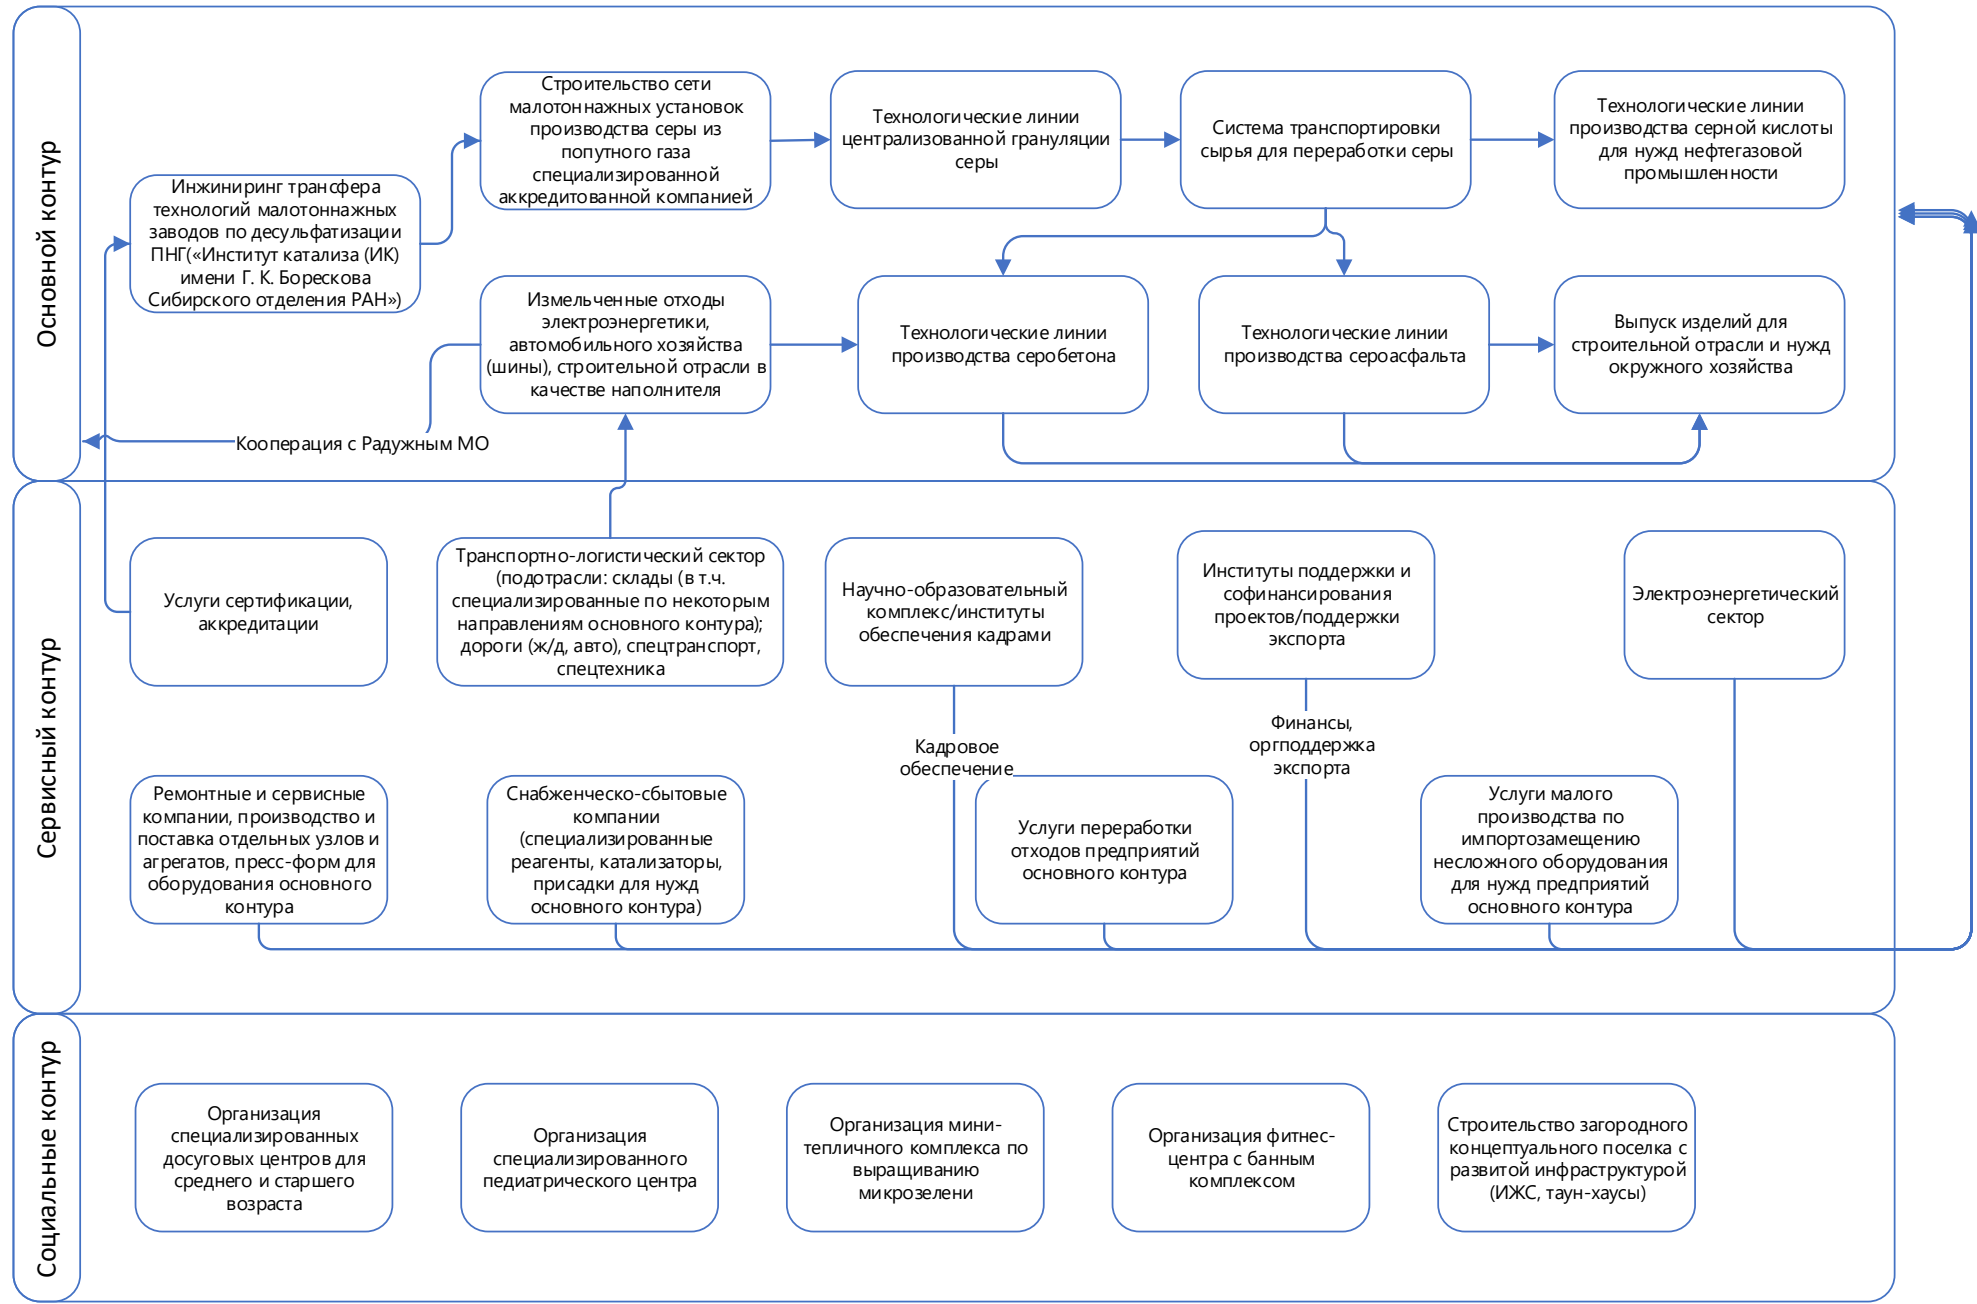 Основной контур
Строительство сети
малотоннажных установок
производства серы из
попутного газа
специализированной
аккредитованной компанией
Технологические линии
централизованной грануляции
серы
Система транспортировки
сырья для переработки серы
Технологические линии
производства серной кислоты
для нужд нефтегазовой
промышленности
Инжиниринг трансфера
технологий малотоннажных
заводов по десульфатизации
ПНГ(«Институт катализа (ИК)
имени Г. К. Борескова
Сибирского отделения РАН»)
Измельченные отходы
электроэнергетики,
автомобильного хозяйства
(шины), строительной отрасли в
качестве наполнителя
Технологические линии
производства серобетона
Технологические линии
производства сероасфальта
Выпуск изделий для
строительной отрасли и нужд
окружного хозяйства
Кооперация с Радужным МО
Сервисный контур
Услуги сертификации,
аккредитации
Транспортно-логистический сектор
(подотрасли: склады (в т.ч.
специализированные по некоторым
направлениям основного контура);
дороги (ж/д, авто), спецтранспорт,
спецтехника
Научно-образовательный
комплекс/институты
обеспечения кадрами
Институты поддержки и
софинансирования
проектов/поддержки
экспорта
Электроэнергетический
сектор
Кадровое
обеспечение
Финансы,
оргподдержка
экспорта
Ремонтные и сервисные
компании, производство и
поставка отдельных узлов и
агрегатов, пресс-форм для
оборудования основного
контура
Снабженческо-сбытовые
компании
(специализированные
реагенты, катализаторы,
присадки для нужд
основного контура)
Услуги переработки
отходов предприятий
основного контура
Услуги малого
производства по
импортозамещению
несложного оборудования
для нужд предприятий
основного контура
Социальные контур
Организация
специализированных
досуговых центров для
среднего и старшего
возраста
Организация
специализированного
педиатрического центра
Организация мини-
тепличного комплекса по
выращиванию
микрозелени
Организация фитнес-
центра с банным
комплексом
Строительство загородного
концептуального поселка с
развитой инфраструктурой
(ИЖС, таун-хаусы)